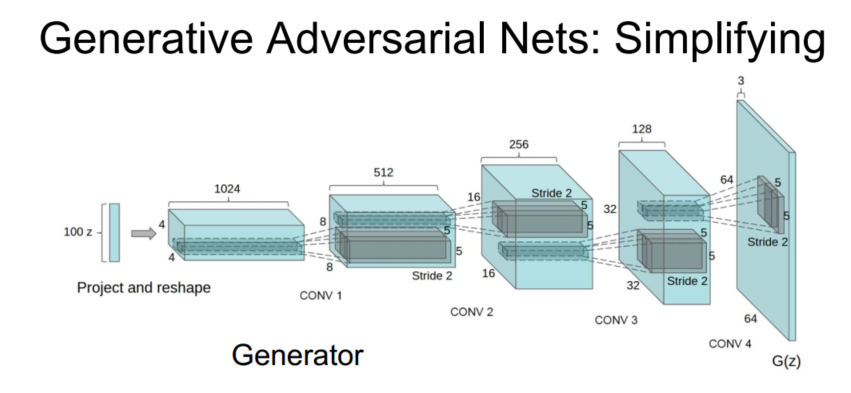 Generative Adversarial Nets: Simplifying
100 z
Project and reshape
1024
4
4
CONV 1
512
8
8
5
5
Stride 2
CONV 2
256
16
16
Stride 2
5
5
CONV 3
128
32
32
5
5
Stride 2
CONV 4
3
64
64
5
5
Stride 2
G(z)
Generator